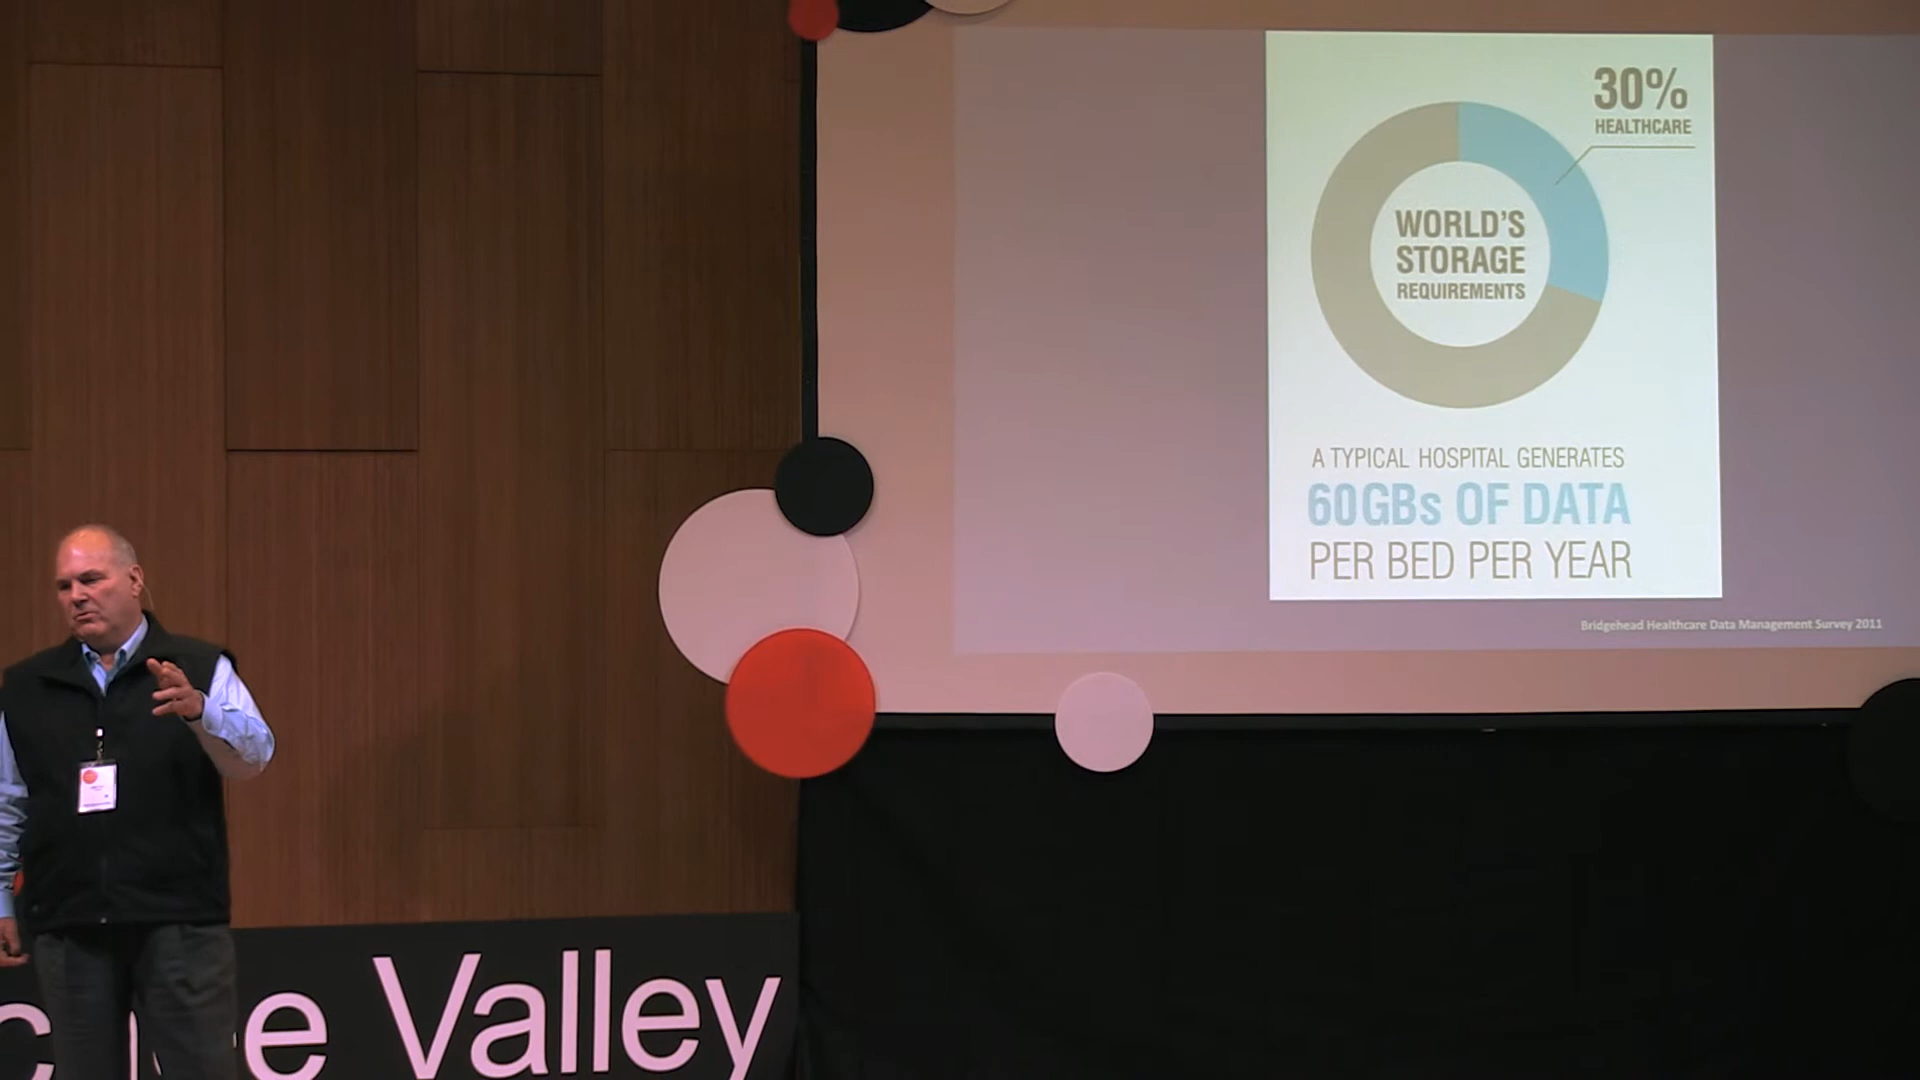 30%
HEALTHCARE
WORLD'S
STORAGE
REQUIREMENTS
A TYPICAL HOSPITAL GENERATES
60GBs OF DATA
PER BED PER YEAR
Bridgehead Healthcare Data Management Survey 2011
Valley